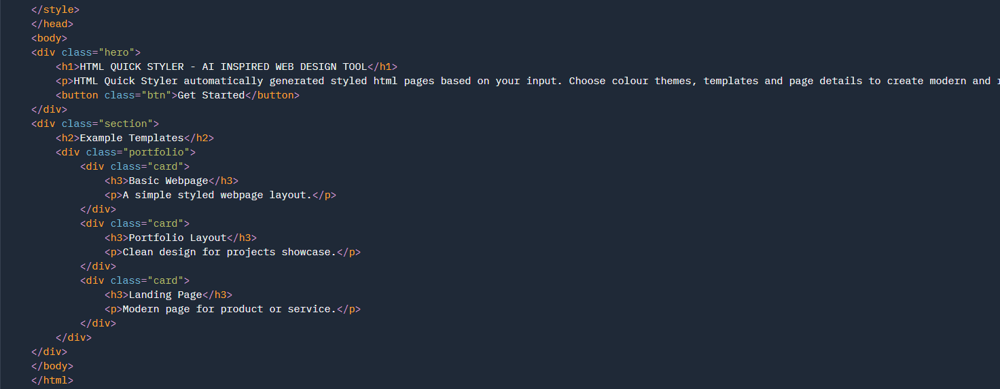 </style>
</head>
<body>
<div class="hero">
<h1>HTML QUICK STYLER - AI INSPIRED WEB DESIGN TOOL</h1>
<p>HTML Quick Styler automatically generated styled html pages based on your input. Choose colour themes, templates and page details to create modern and
<button class="btn">Get Started</button>
</div>
<div class="section">
<h2>Example Templates</h2>
<div class="portfolio">
<div class="card">
<h3>Basic Webpage</h3>
<p>A simple styled webpage layout.</p>
</div>
<div class="card">
<h3>Portfolio Layout</h3>
<p>Clean design for projects showcase.</p>
</div>
<div class="card">
<h3>Landing Page</h3>
<p>Modern page for product or service.</p>
</div>
</div>
</div>
</body>
</html>